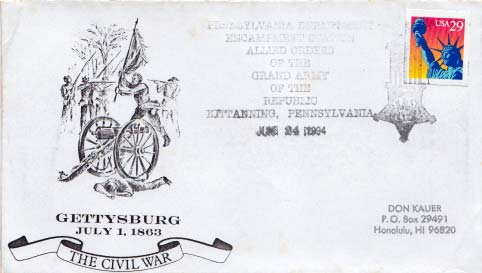 PENNSYLVANIA DEPARTMENT
ENCAMPMENT STATION
ALLIED ORDERS
OF THE
GRAND ARMY
OF THE
REPUBLIC
KITTANNING, PENNSYLVANIA
JUN 24 1994
USA 29
GETTYSBURG
JULY 1, 1863
THE CIVIL WAR
DON KAUER
P. O. Box 29491
Honolulu, HI 96820